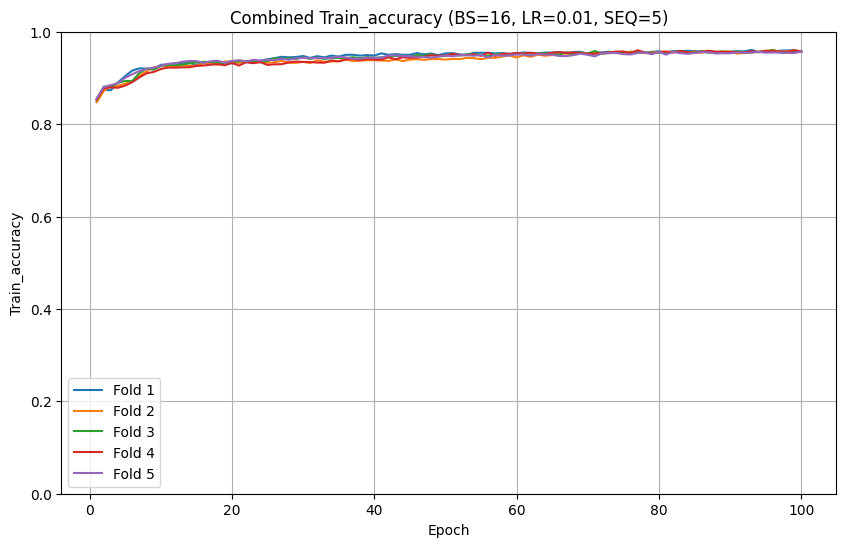 Combined Train_accuracy (BS=16, LR=0.01, SEQ=5)
1.0
0.8
0.6
0.4
0.2
0.0
Train_accuracy
Fold 1
Fold 2
Fold 3
Fold 4
Fold 5
0 20 40 60 80 100
Epoch